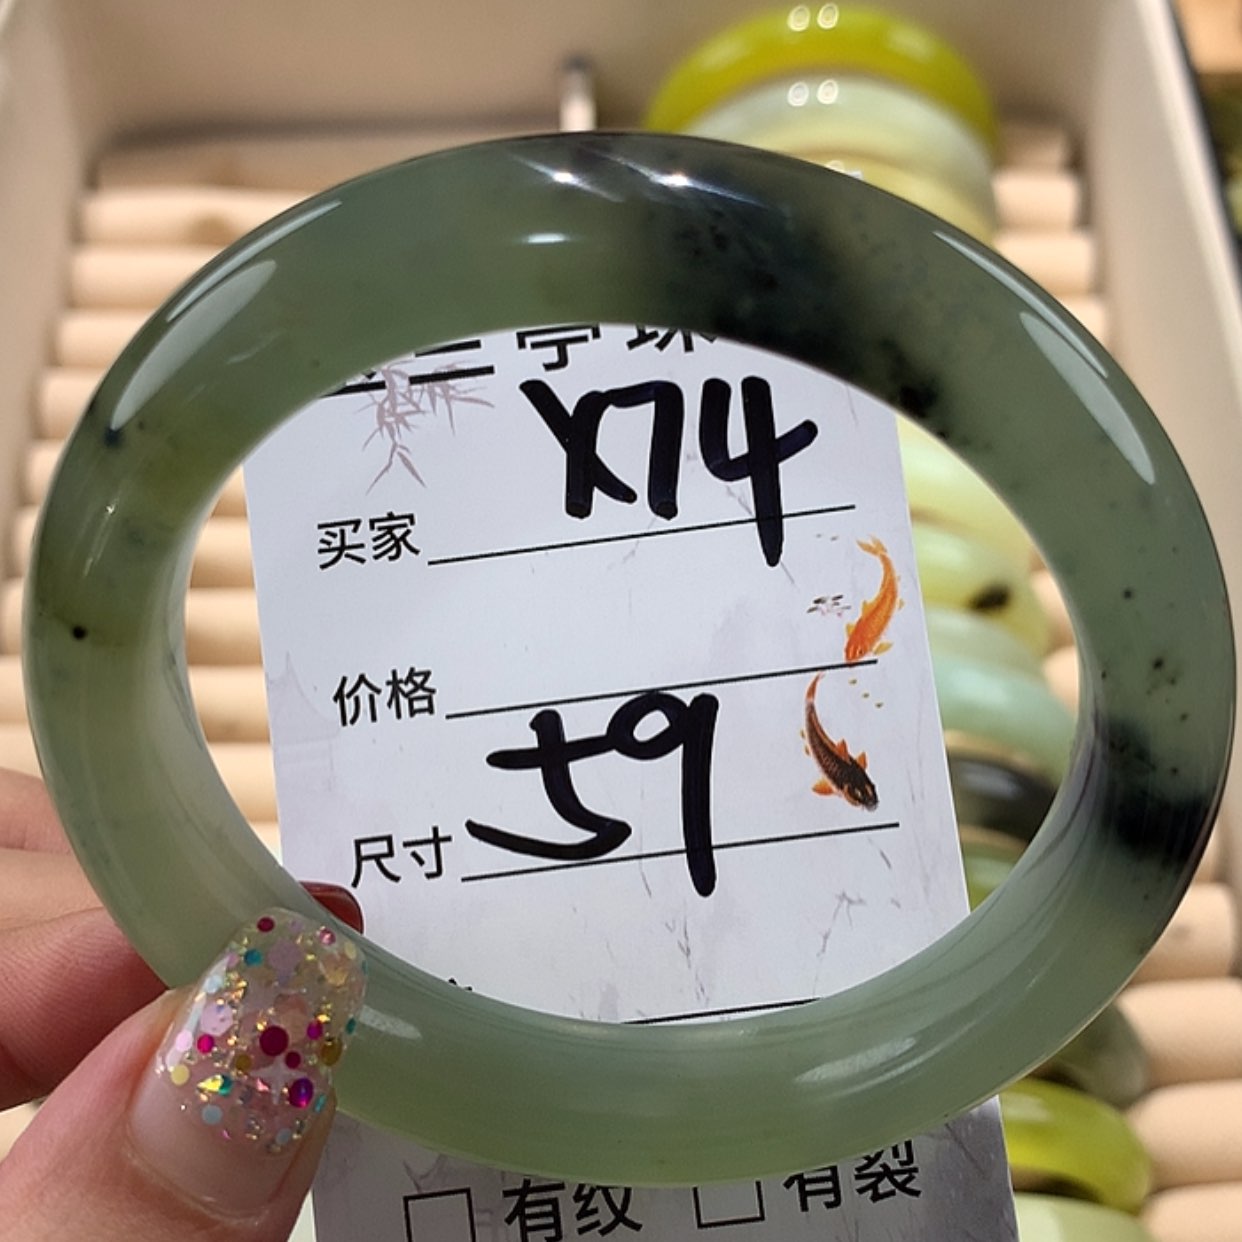 X74
买家
价格
尺寸 59
有纹 有裂